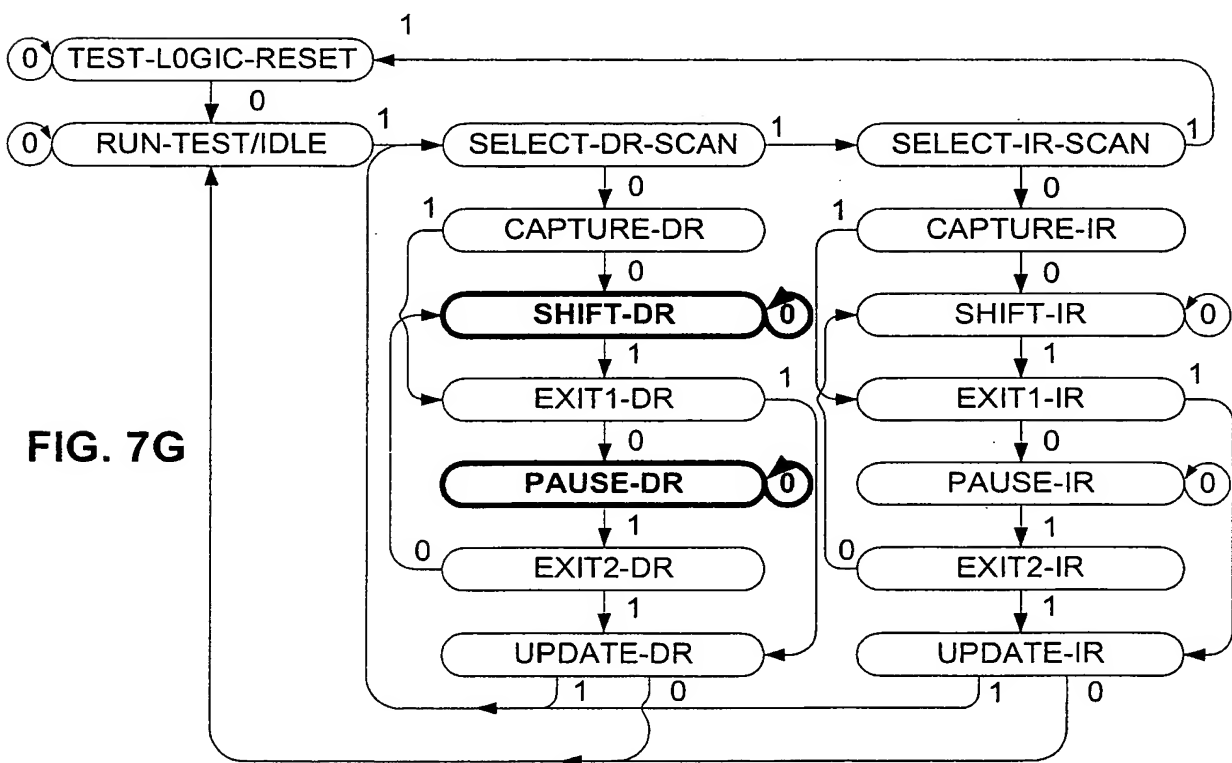 1
0 TEST-L0GIC-RESET
0
0 RUN-TEST/IDLE 1 SELECT-DR-SCAN 1 SELECT-IR-SCAN 1
0 0
1 CAPTURE-DR 1 CAPTURE-IR
0 0
SHIFT-DR 0 SHIFT-IR 0
1 1
EXIT1-DR 1 EXIT1-IR 1
0 0
FIG. 7G
PAUSE-DR 0 PAUSE-IR 0
1 1
0 EXIT2-DR 0 EXIT2-IR
1 1
UPDATE-DR UPDATE-IR
1 0 1 0